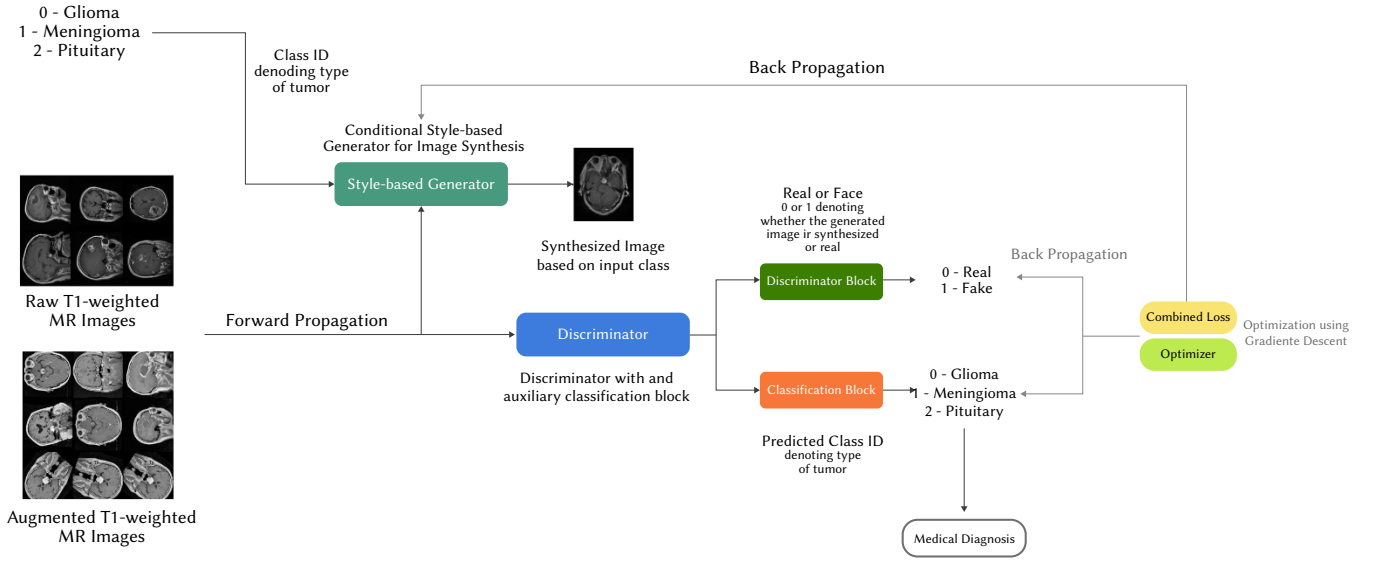 0 - Glioma
1 - Meningioma
2 - Pituitary
Class ID
denoding type
of tumor
Back Propagation
Conditional Style-based
Generator for Image Synthesis
Style-based Generator
Raw T1-weighted
MR Images
Synthesized Image
based on input class
Real or Face
0 or 1 denoting
whether the generated
image ir synthesized
or real
Discriminator Block
0 - Real
1 - Fake
Back Propagation
Forward Propagation
Discriminator
Discriminator with and
auxiliary classification block
Combined Loss
Optimizer
Optimization using
Gradiente Descent
Classification Block
0 - Glioma
1 - Meningioma
2 - Pituitary
Predicted Class ID
denoting type
of tumor
Augmented T1-weighted
MR Images
Medical Diagnosis